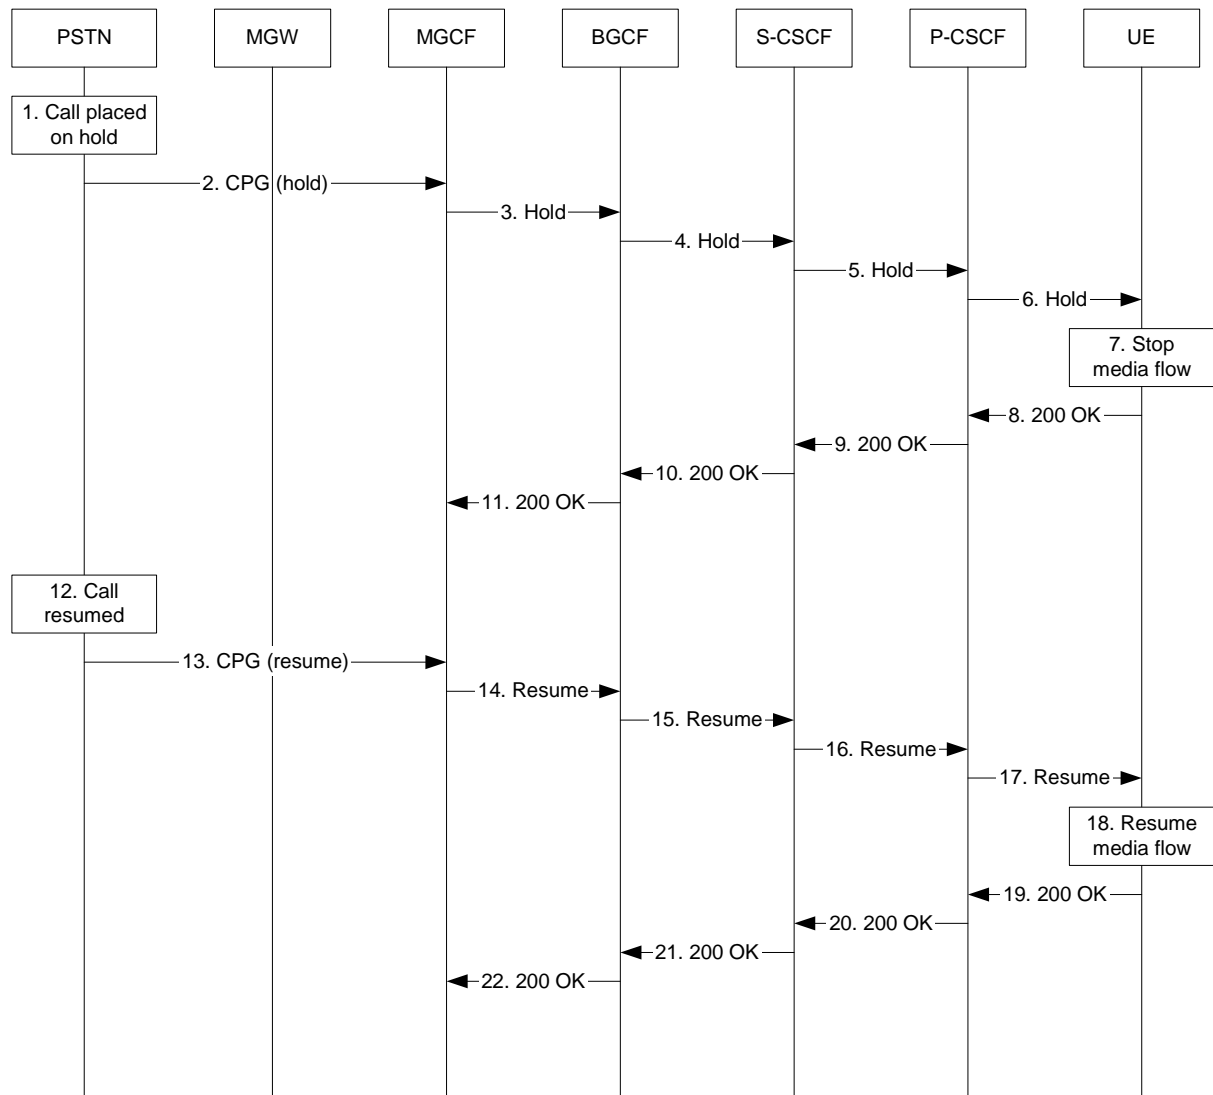 PSTN
MGW
MGCF
BGCF
S-CSCF
P-CSCF
UE
1. Call placed
on hold
2. CPG (hold)
3. Hold
4. Hold
5. Hold
6. Hold
7. Stop
media flow
8. 200 OK
9. 200 OK
10. 200 OK
11. 200 OK
12. Call
resumed
13. CPG (resume)
14. Resume
15. Resume
16. Resume
17. Resume
18. Resume
media flow
19. 200 OK
20. 200 OK
21. 200 OK
22. 200 OK